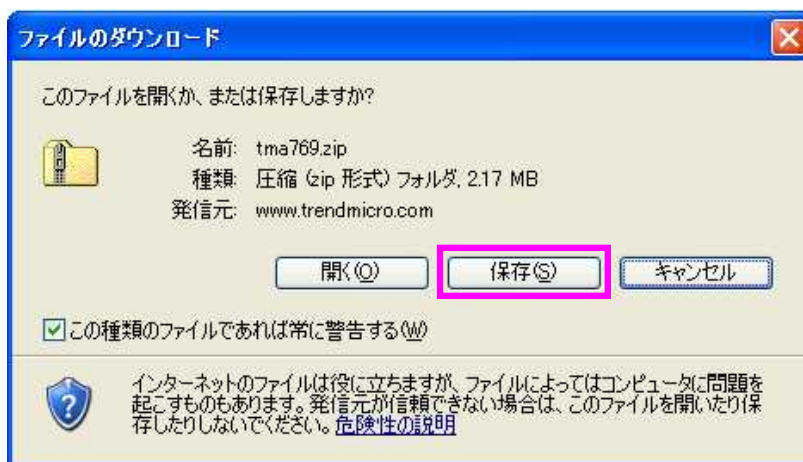 ファイルのダウンロード
このファイルを開くか、または保存しますか?
名前: tma769.zip
種類: 圧縮 (zip 形式) フォルダ, 2.17 MB
発信元: www.trendmicro.com
開く(O) 保存(S) キャンセル
この種類のファイルであれば常に警告する(W)
インターネットのファイルは役に立ちますが、ファイルによってはコンピュータに問題を
起こすものもあります。発信元が信頼できない場合は、このファイルを開いたり保
存したりしないでください。危険性の説明